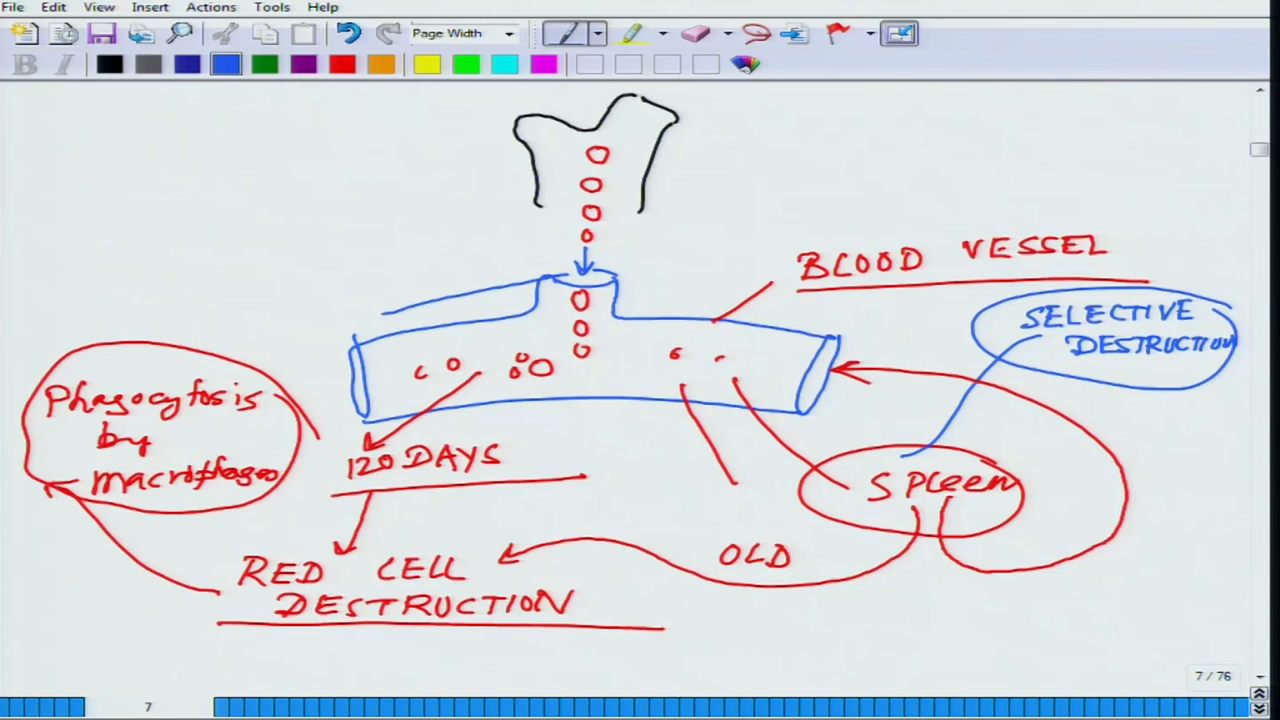 File Edit View Insert Actions Tools Help
Page Width
B I
BLOOD VESSEL
SELECTIVE
DESTRUCTION
Phagocytosis
by
macrophages
120 DAYS
SPleen
OLD
RED CELL
DESTRUCTION
7 / 76
7